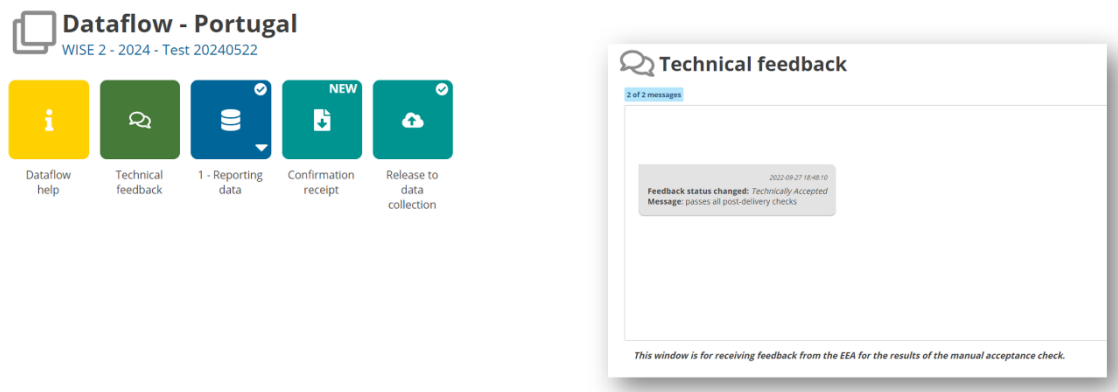 Dataflow - Portugal
WISE 2 - 2024 - Test 20240522
NEW
Dataflow
help
Technical
feedback
1 - Reporting
data
Confirmation
receipt
Release to
data
collection
Technical feedback
2 of 2 messages
2022-09-27 18:48:10
Feedback status changed: Technically Accepted
Message: passes all post-delivery checks
This window is for receiving feedback from the EEA for the results of the manual acceptance check.